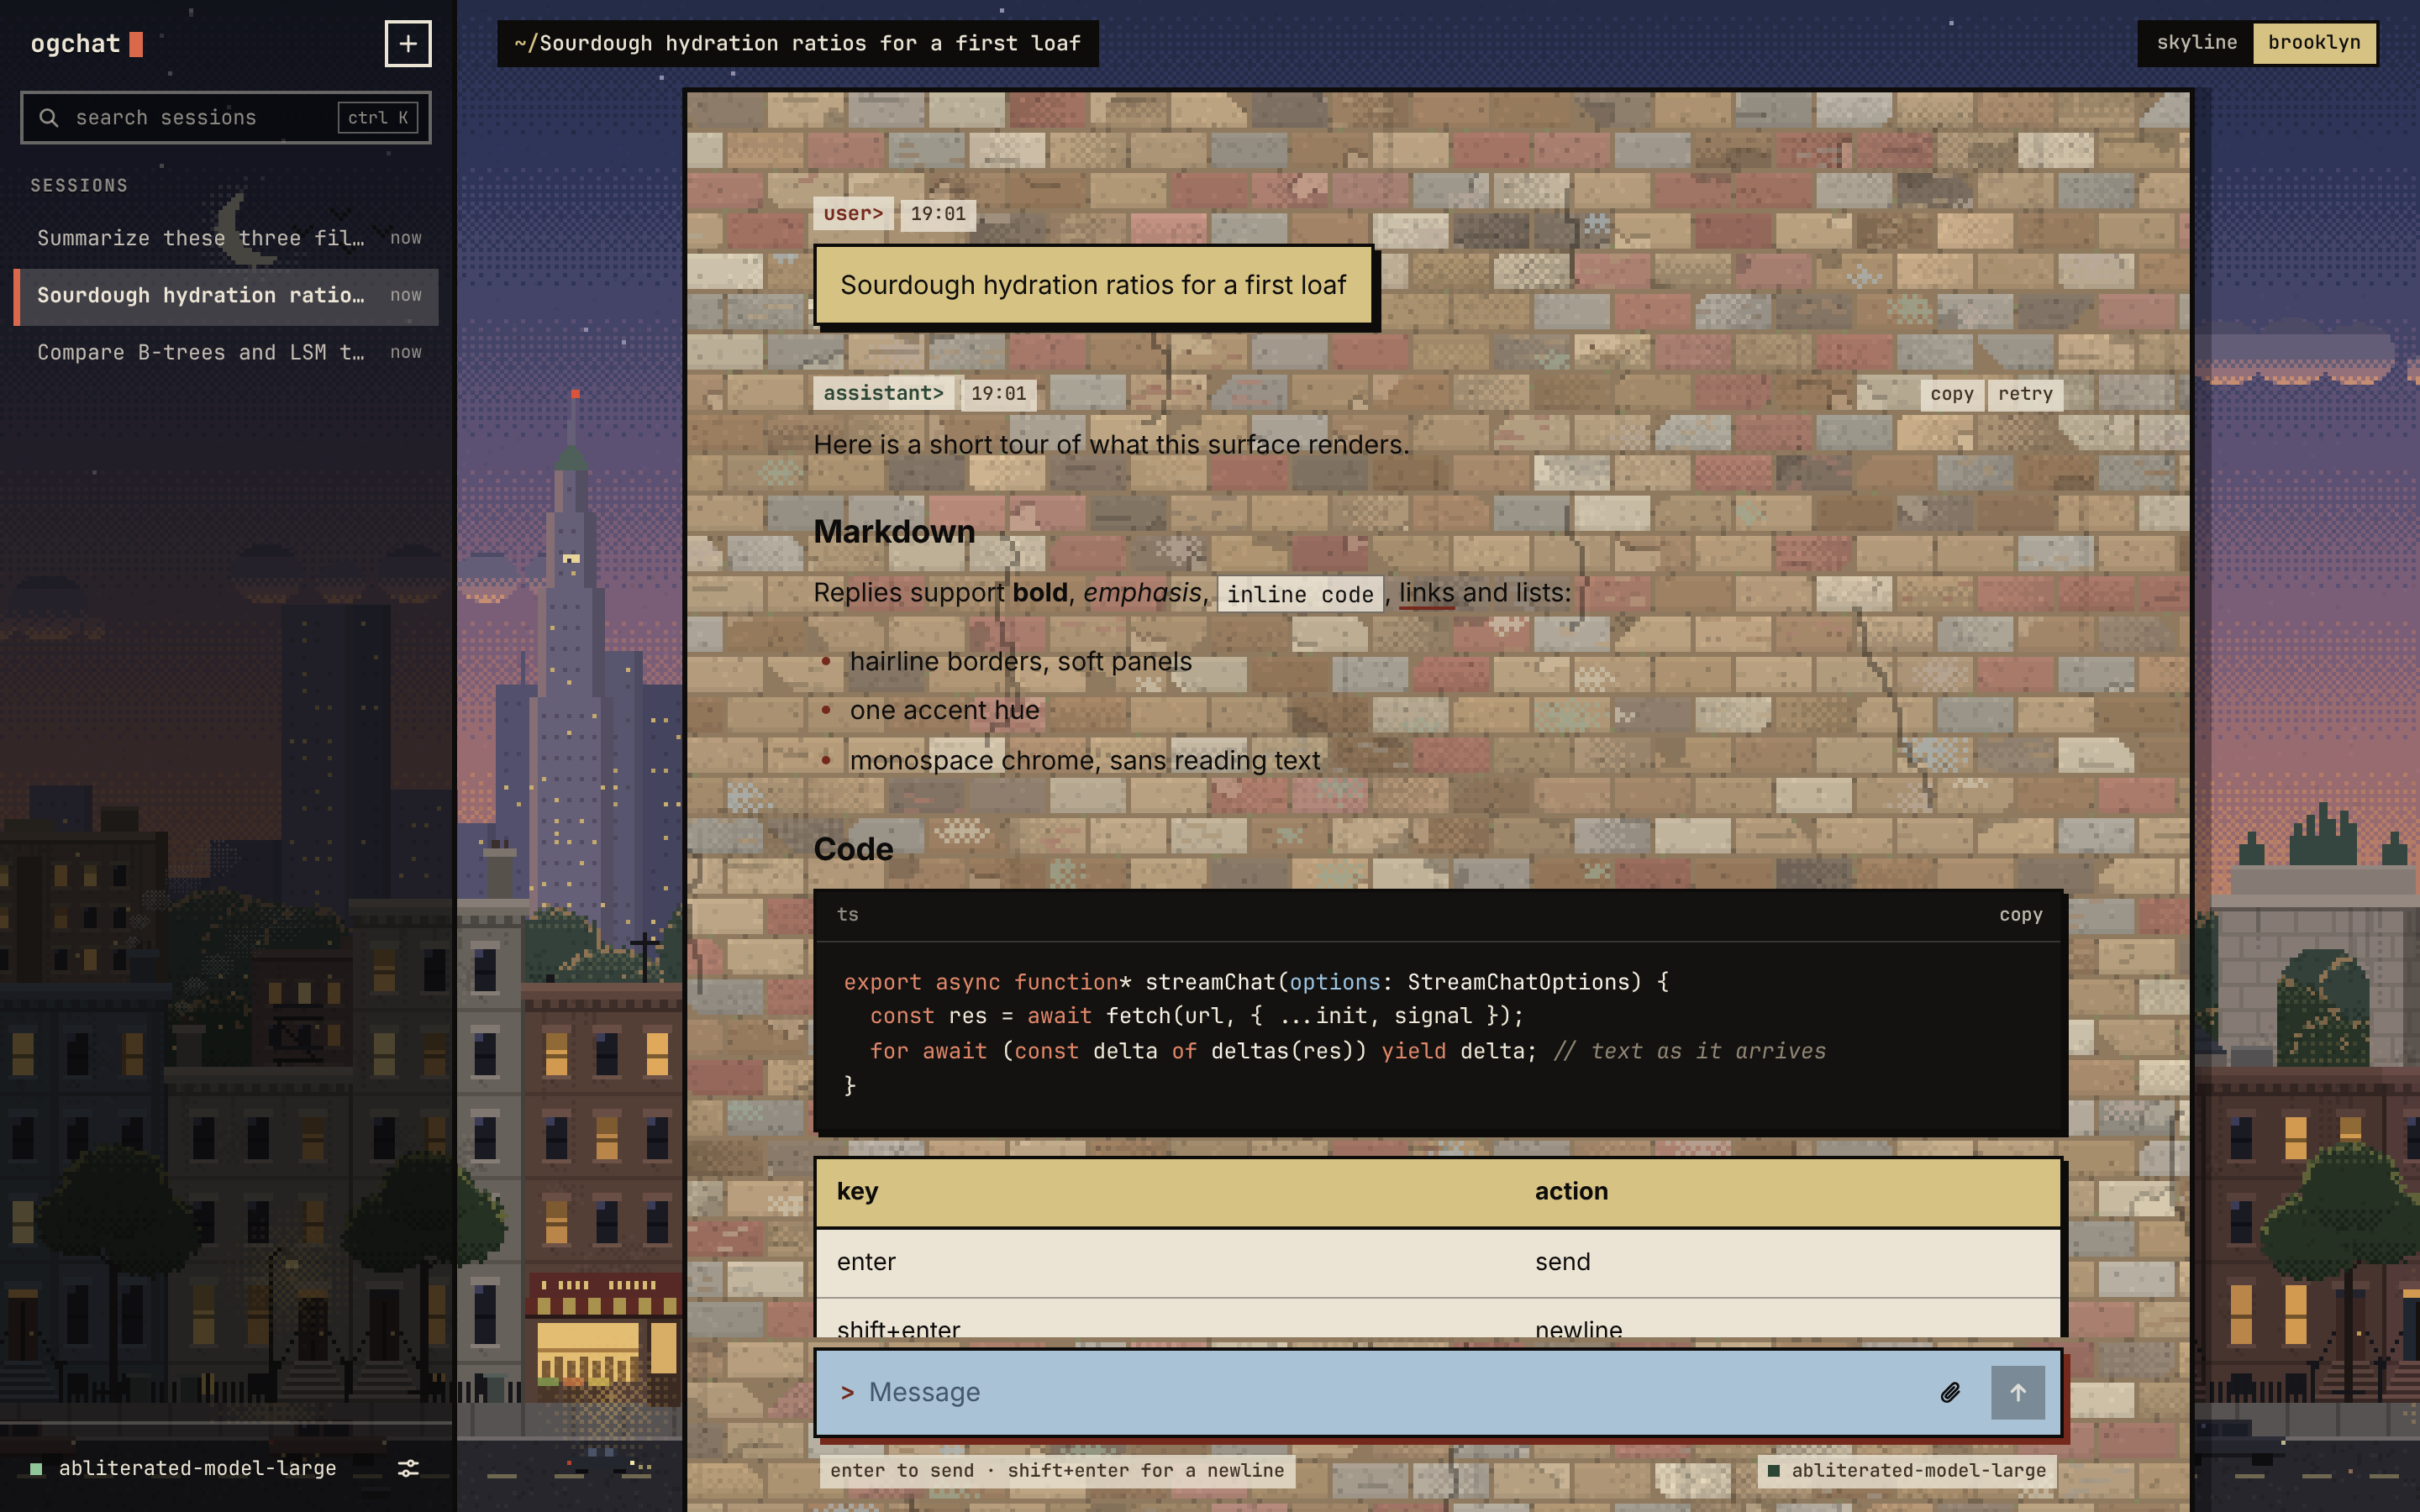 ogchat
+
search sessions ctrl K
SESSIONS
Summarize these three fil… now
Sourdough hydration ratio… now
Compare B-trees and LSM t… now
abliterated-model-large
~/Sourdough hydration ratios for a first loaf
skyline brooklyn
user> 19:01
Sourdough hydration ratios for a first loaf
assistant> 19:01 copy retry
Here is a short tour of what this surface renders.
Markdown
Replies support bold, emphasis, inline code, links and lists:
• hairline borders, soft panels
• one accent hue
• monospace chrome, sans reading text
Code
ts copy
export async function* streamChat(options: StreamChatOptions) {
  const res = await fetch(url, { ...init, signal });
  for await (const delta of deltas(res)) yield delta; // text as it arrives
}
key action
enter send
shift+enter newline
> Message
enter to send · shift+enter for a newline
abliterated-model-large